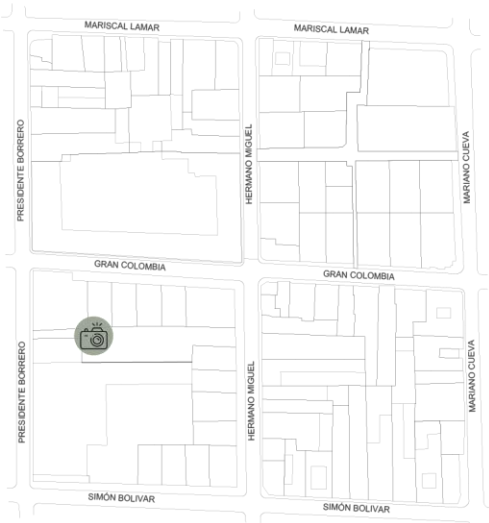 MARISCAL LAMAR
MARISCAL LAMAR
PRESIDENTE BORRERO
HERMANO MIGUEL
MARIANO CUEVA
GRAN COLOMBIA
GRAN COLOMBIA
PRESIDENTE BORRERO
HERMANO MIGUEL
MARIANO CUEVA
SIMÓN BOLIVAR
SIMÓN BOLIVAR